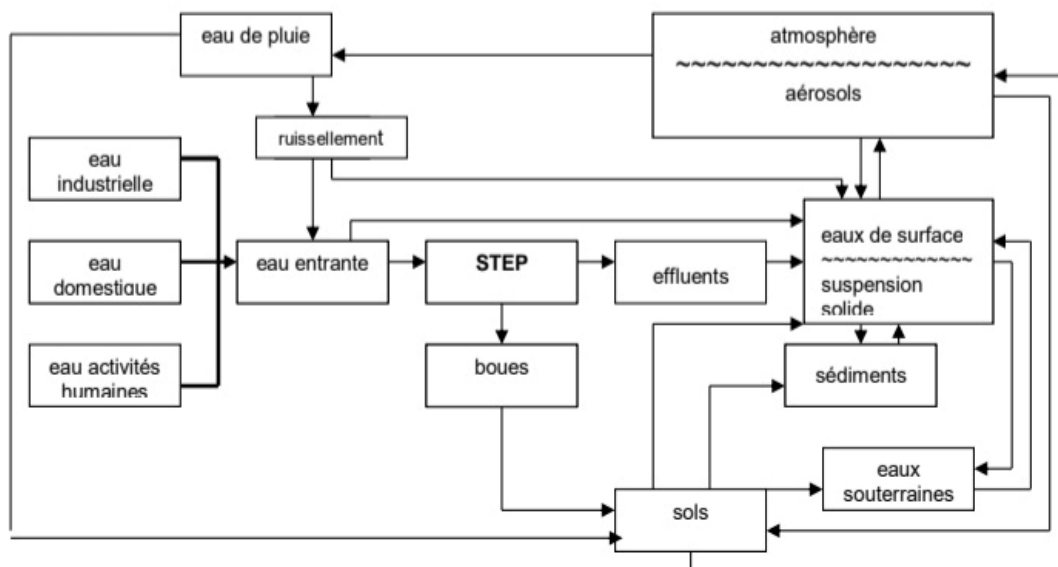 eau de pluie
atmosphère
~~~~~~~~~~~~~~~~~~~
aérosols
ruissellement
eau
industrielle
eau entrante
STEP
effluents
eaux de surface
~~~~~~~~~~~~~
suspension
solide
eau
domestique
eau activités
humaines
boues
sédiments
eaux
souterraines
sols